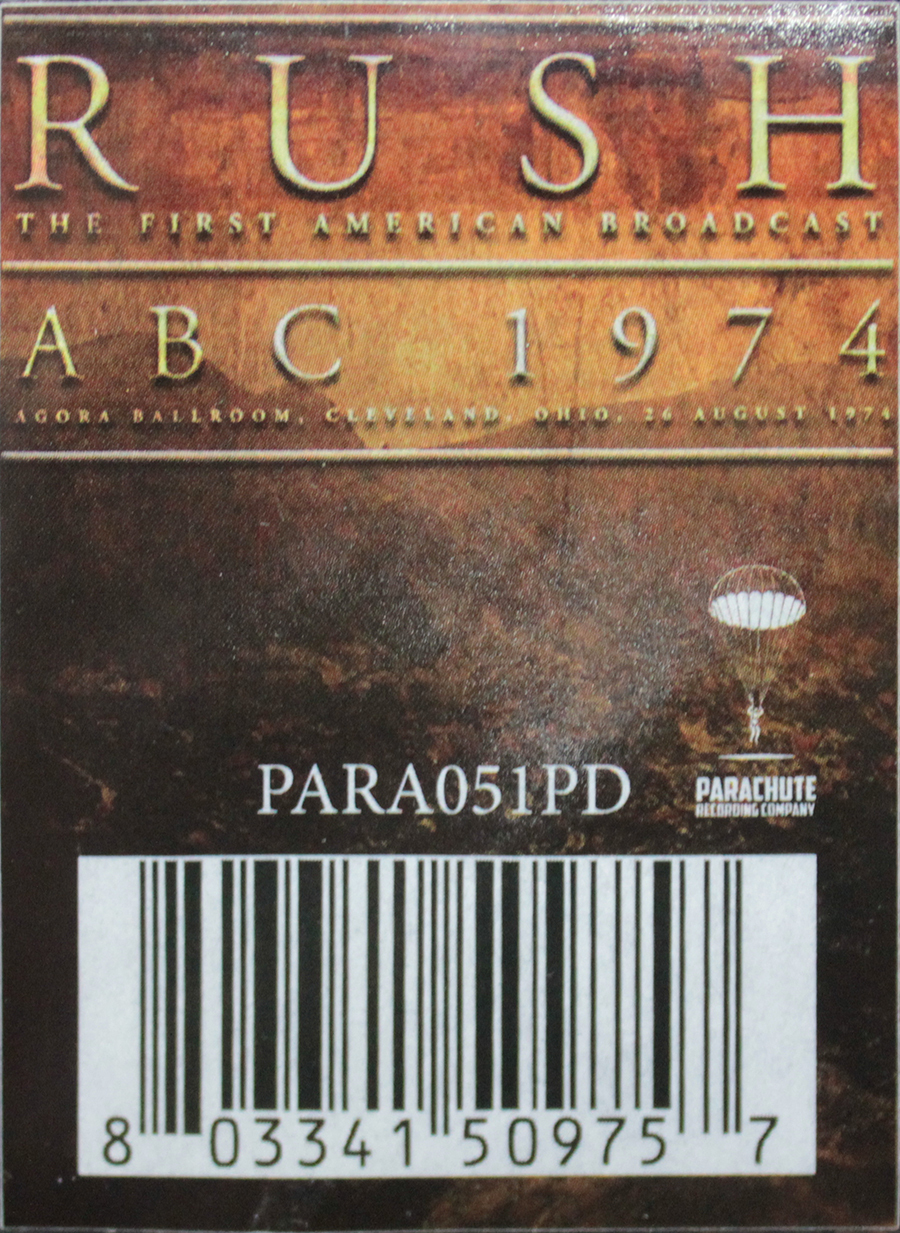 RUSH
THE FIRST AMERICAN BROADCAST
ABC 1974
AGORA BALLROOM, CLEVELAND, OHIO, 26 AUGUST 1974
PARA051PD
PARACHUTE
RECORDING COMPANY
8 03341 50975 7